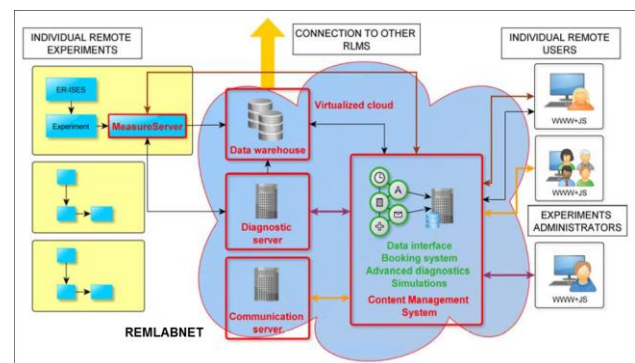 INDIVIDUAL REMOTE
EXPERIMENTS
CONNECTION TO OTHER
RLMS
INDIVIDUAL REMOTE
USERS
ER-ISES
Experiment
MeasureServer
Virtualized cloud
Data warehouse
Diagnostic
server
Communication
server.
A
Data interface
Booking system
Advanced diagnostics
Simulations
Content Management
System
WWW+JS
WWW+JS
EXPERIMENTS
ADMINISTRATORS
WWW+JS
REMLABNET